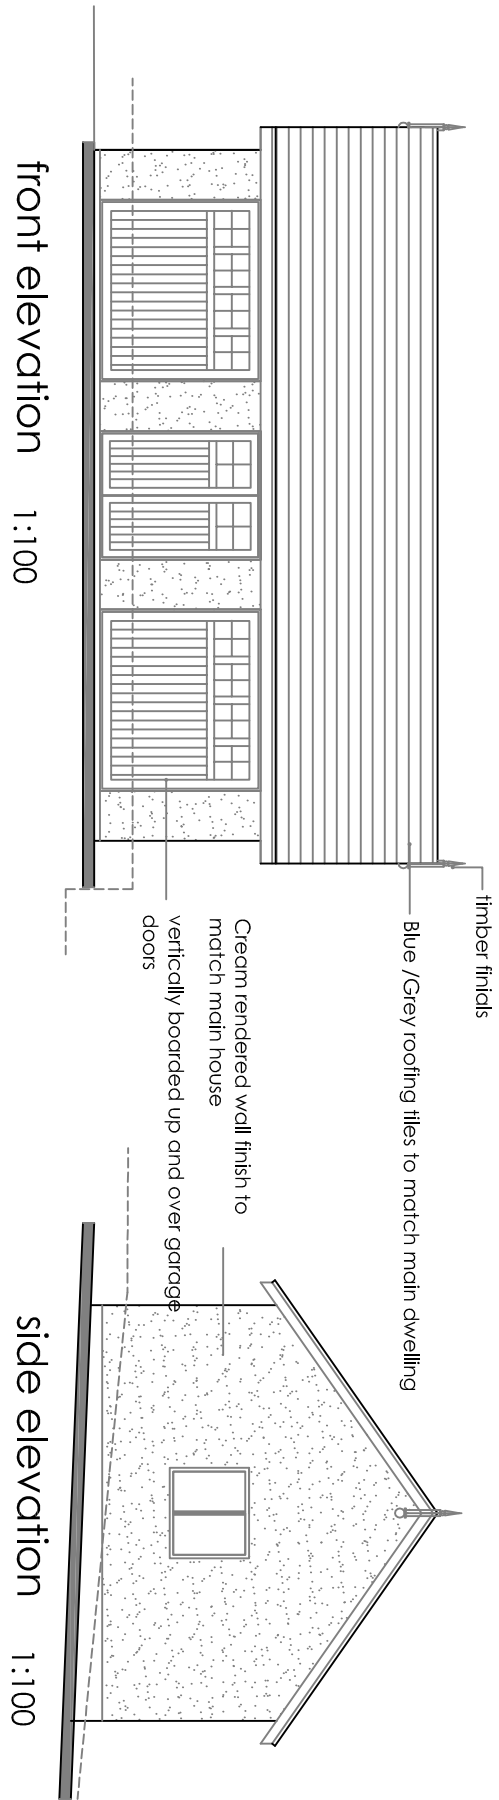 timber finials
Blue /Grey roofing tiles to match main dwelling
Cream rendered wall finish to
match main house
vertically boarded up and over garage
doors
front elevation 1:100
side elevation 1:100